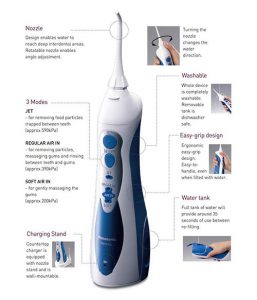 Nozzle
Design enables water to
reach deep interdental areas.
Rotatable nozzle enables
angle adjustment.
Turning the
nozzle
changes the
water
direction.
Washable
Whole device
is completely
washable.
Removable
tank is
dishwasher
safe.
3 Modes
JET
- for removing food particles
trapped between teeth
(approx 590kPa)
REGULAR AIR IN
- for removing particles,
massaging gums and rinsing
between teeth and gums
(approx 390kPa)
SOFT AIR IN
- for gently massaging the
gums
(approx 200kPa)
Easy-grip design
Ergonomic
easy-grip
design.
Easy-to-
handle, even
when filled with water.
Water tank
Full tank of water will
provide around 35
seconds of use between
re-filling.
Charging Stand
Countertop
charger is
equipped
with nozzle
stand and is
wall-mountable.
Panasonic